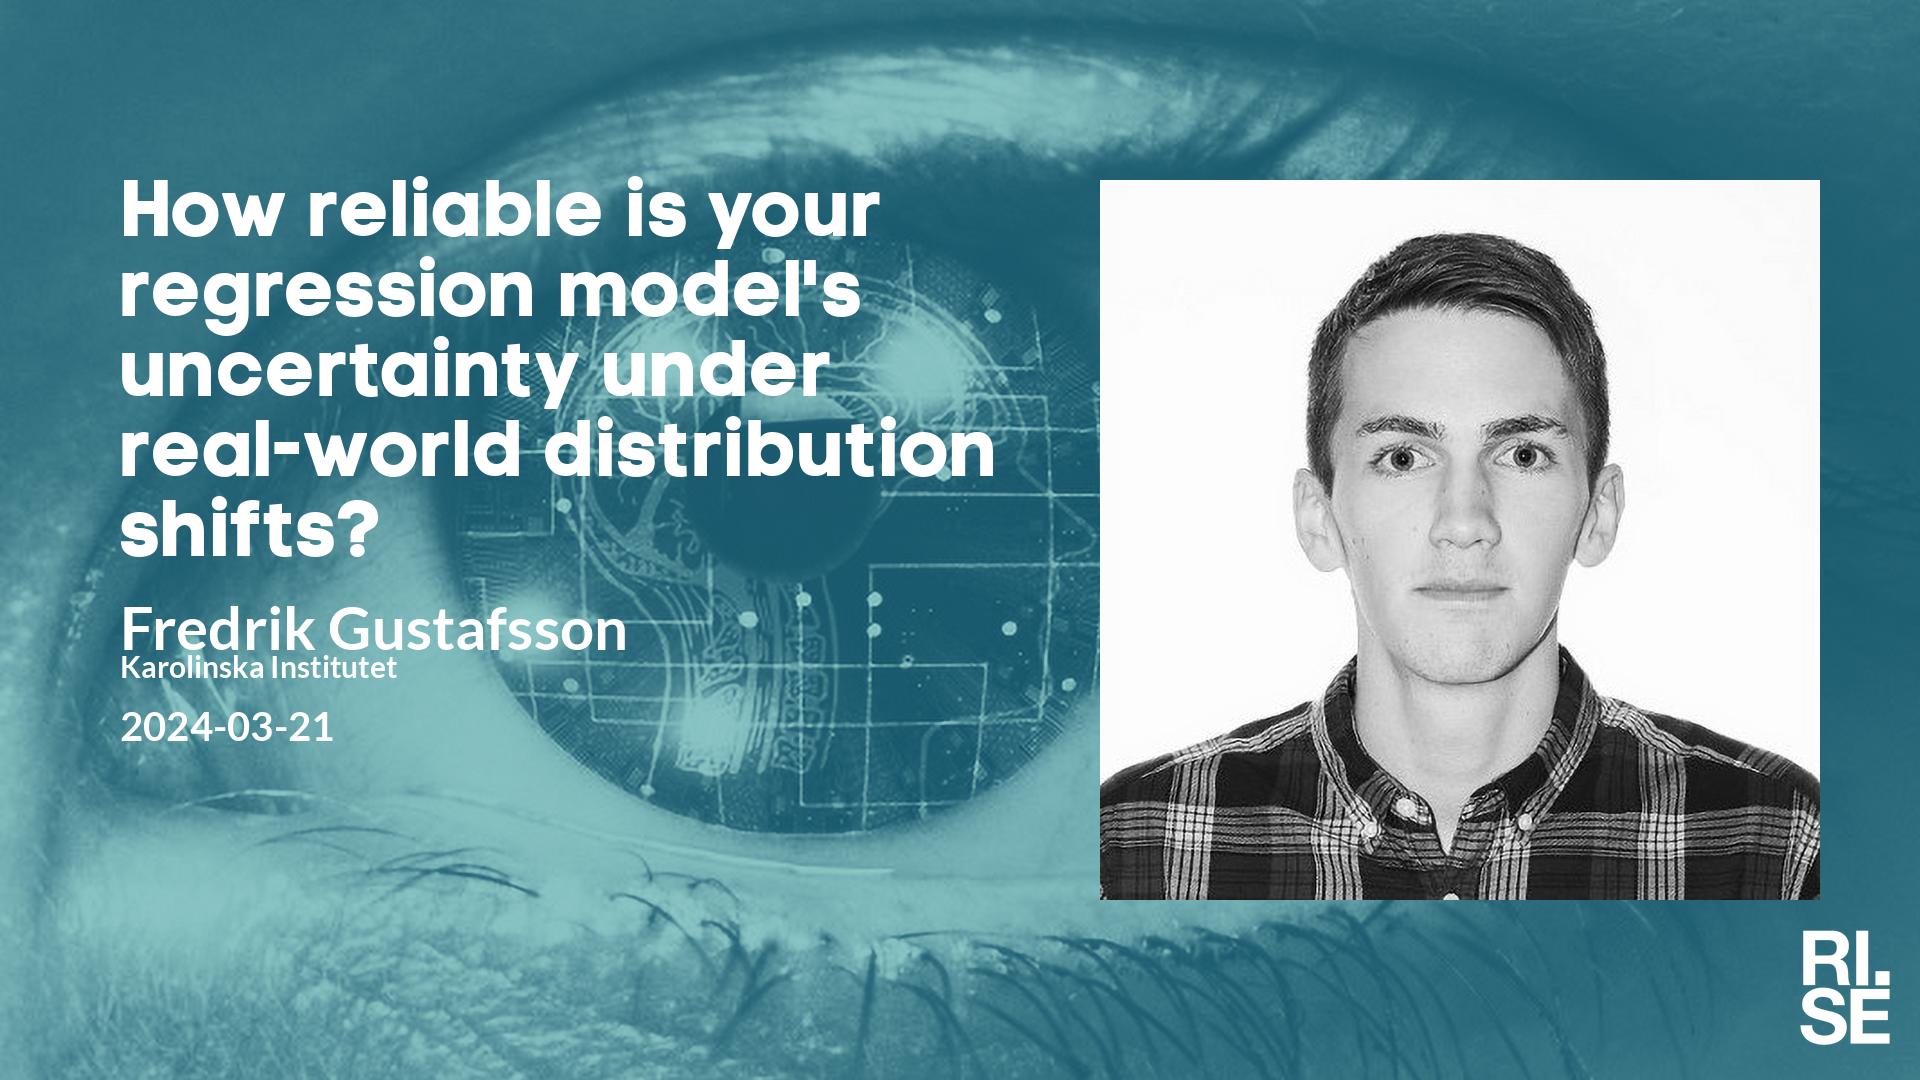 How reliable is your
regression model's
uncertainty under
real-world distribution
shifts?
Fredrik Gustafsson
Karolinska Institutet
2024-03-21
RI.
SE